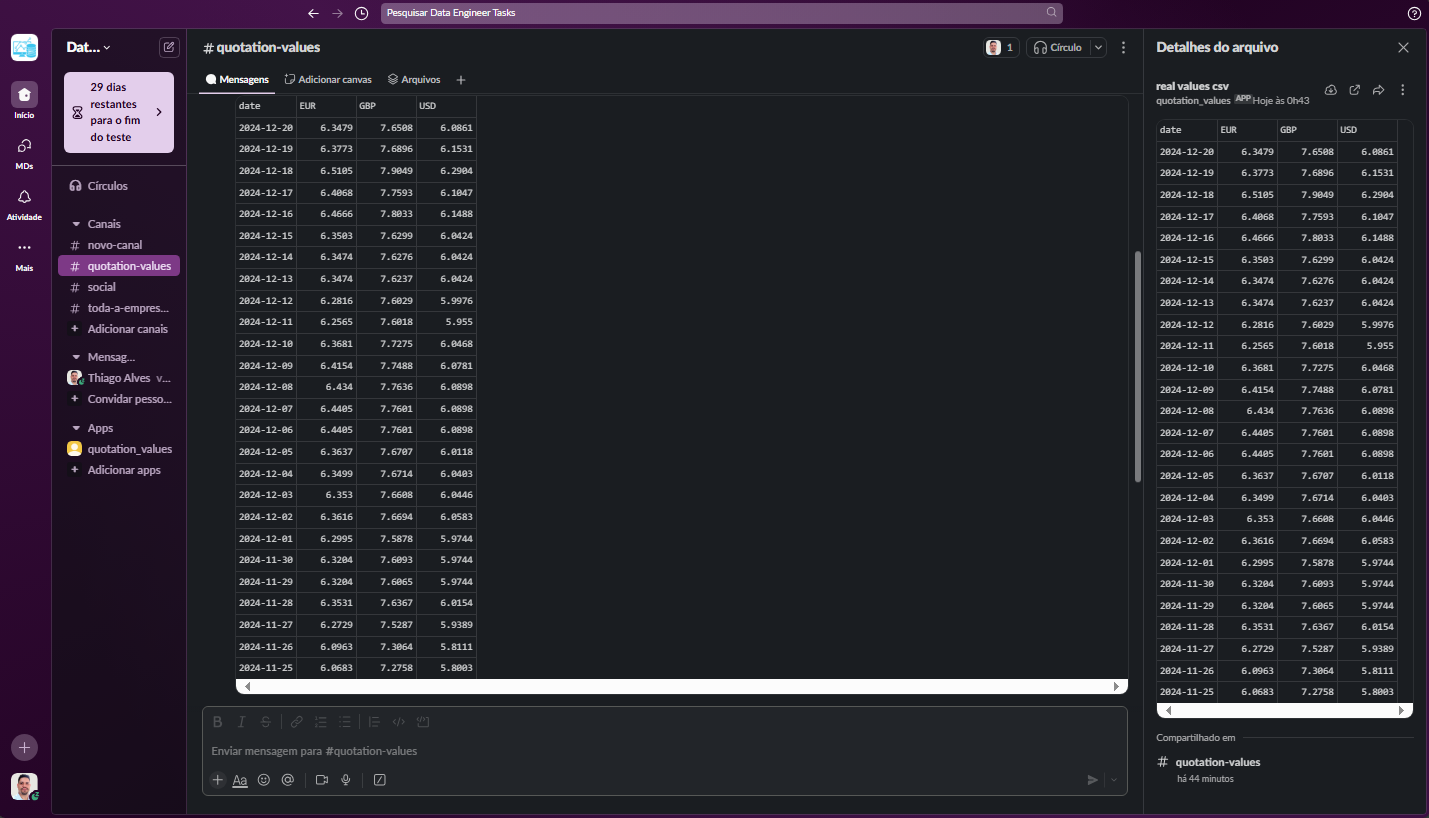 Pesquisar Data Engineer Tasks
Dat...
29 dias
restantes
para o fim
do teste
Início
MDs
Atividade
Mais
Círculos
Canais
# novo-canal
# quotation-values
# social
# toda-a-empres...
+ Adicionar canais
Mensag...
Thiago Alves v...
+ Convidar pesso...
Apps
quotation_values
+ Adicionar apps
# quotation-values
1
Círculo
Mensagens Adicionar canvas Arquivos +
date EUR GBP USD
2024-12-20 6.3479 7.6508 6.0861
2024-12-19 6.3773 7.6896 6.1531
2024-12-18 6.5105 7.9049 6.2904
2024-12-17 6.4068 7.7593 6.1047
2024-12-16 6.4666 7.8033 6.1488
2024-12-15 6.3503 7.6299 6.0424
2024-12-14 6.3474 7.6276 6.0424
2024-12-13 6.3474 7.6237 6.0424
2024-12-12 6.2816 7.6029 5.9976
2024-12-11 6.2565 7.6018 5.955
2024-12-10 6.3681 7.7275 6.0468
2024-12-09 6.4154 7.7488 6.0781
2024-12-08 6.434 7.7636 6.0898
2024-12-07 6.4405 7.7601 6.0898
2024-12-06 6.4405 7.7601 6.0898
2024-12-05 6.3637 7.6707 6.0118
2024-12-04 6.3499 7.6714 6.0403
2024-12-03 6.353 7.6608 6.0446
2024-12-02 6.3616 7.6694 6.0583
2024-12-01 6.2995 7.5878 5.9744
2024-11-30 6.3204 7.6093 5.9744
2024-11-29 6.3204 7.6065 5.9744
2024-11-28 6.3531 7.6367 6.0154
2024-11-27 6.2729 7.5287 5.9389
2024-11-26 6.0963 7.3064 5.8111
2024-11-25 6.0683 7.2758 5.8003
B I S
Enviar mensagem para #quotation-values
+ Aa
Detalhes do arquivo
real values csv
quotation_values APP Hoje às 0h43
date EUR GBP USD
2024-12-20 6.3479 7.6508 6.0861
2024-12-19 6.3773 7.6896 6.1531
2024-12-18 6.5105 7.9049 6.2904
2024-12-17 6.4068 7.7593 6.1047
2024-12-16 6.4666 7.8033 6.1488
2024-12-15 6.3503 7.6299 6.0424
2024-12-14 6.3474 7.6276 6.0424
2024-12-13 6.3474 7.6237 6.0424
2024-12-12 6.2816 7.6029 5.9976
2024-12-11 6.2565 7.6018 5.955
2024-12-10 6.3681 7.7275 6.0468
2024-12-09 6.4154 7.7488 6.0781
2024-12-08 6.434 7.7636 6.0898
2024-12-07 6.4405 7.7601 6.0898
2024-12-06 6.4405 7.7601 6.0898
2024-12-05 6.3637 7.6707 6.0118
2024-12-04 6.3499 7.6714 6.0403
2024-12-03 6.353 7.6608 6.0446
2024-12-02 6.3616 7.6694 6.0583
2024-12-01 6.2995 7.5878 5.9744
2024-11-30 6.3204 7.6093 5.9744
2024-11-29 6.3204 7.6065 5.9744
2024-11-28 6.3531 7.6367 6.0154
2024-11-27 6.2729 7.5287 5.9389
2024-11-26 6.0963 7.3064 5.8111
2024-11-25 6.0683 7.2758 5.8003
Compartilhado em
# quotation-values
há 44 minutos